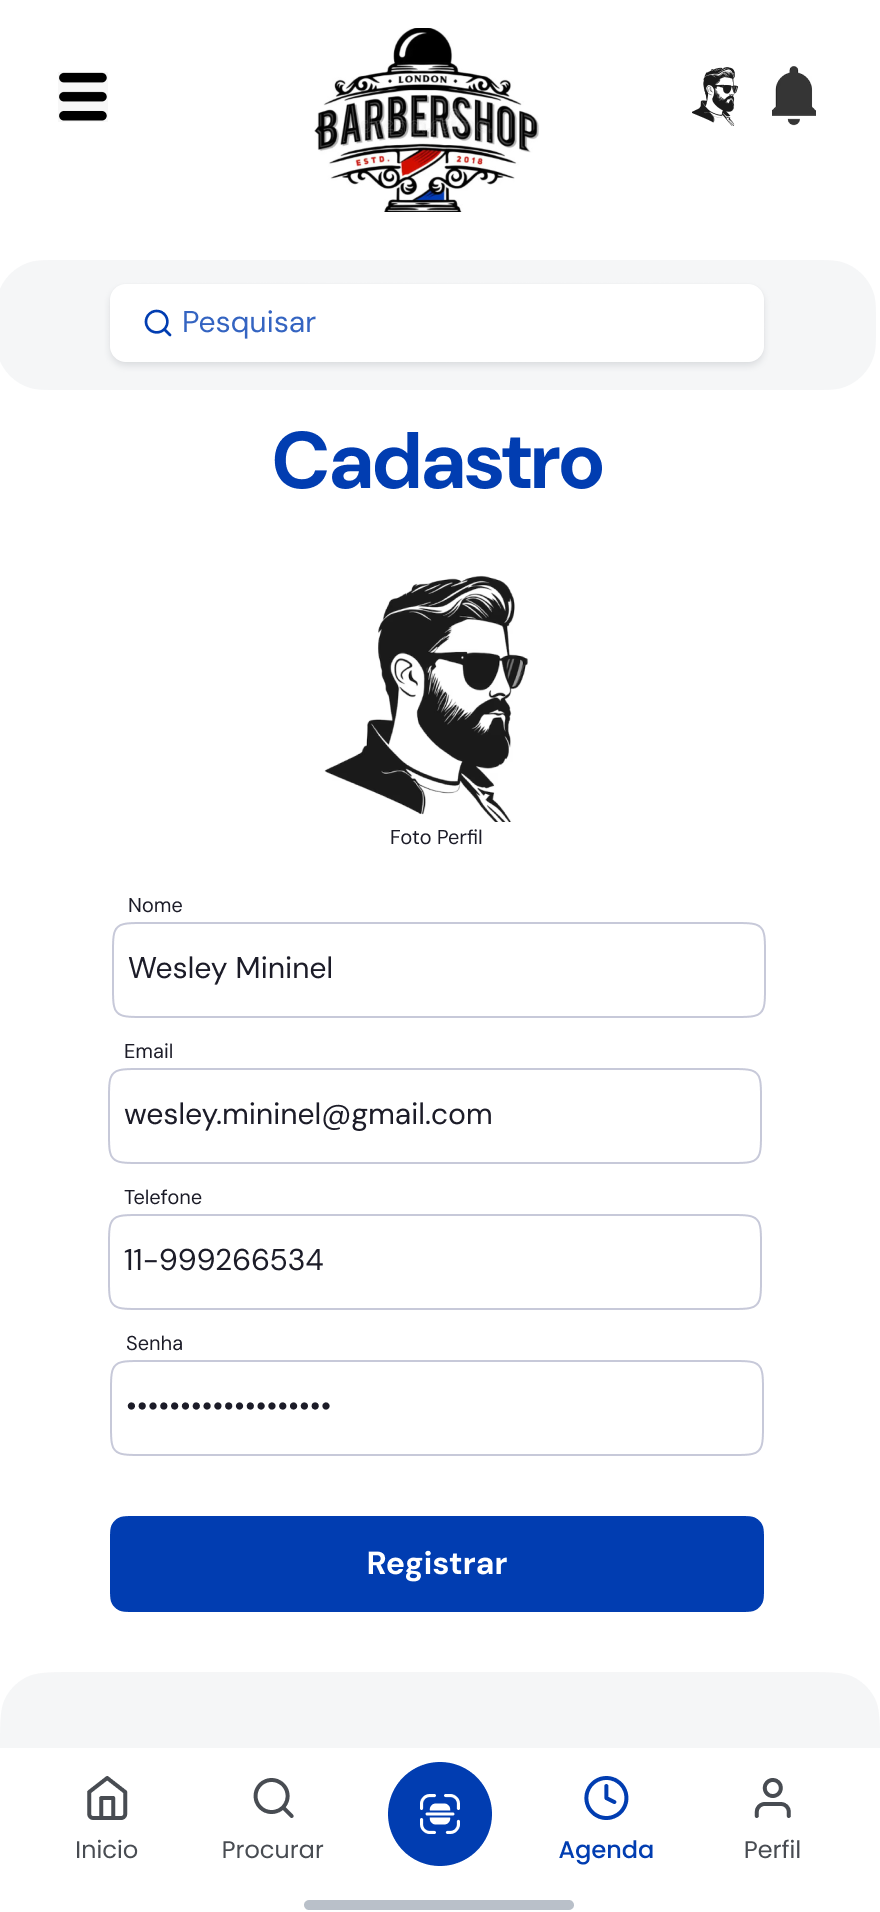 LONDON
BARBERSHOP
ESTD. 2018
Pesquisar
Cadastro
Foto Perfil
Nome
Wesley Mininel
Email
wesley.mininel@gmail.com
Telefone
11-999266534
Senha
•••••••••••••••••••
Registrar
Inicio Procurar Agenda Perfil